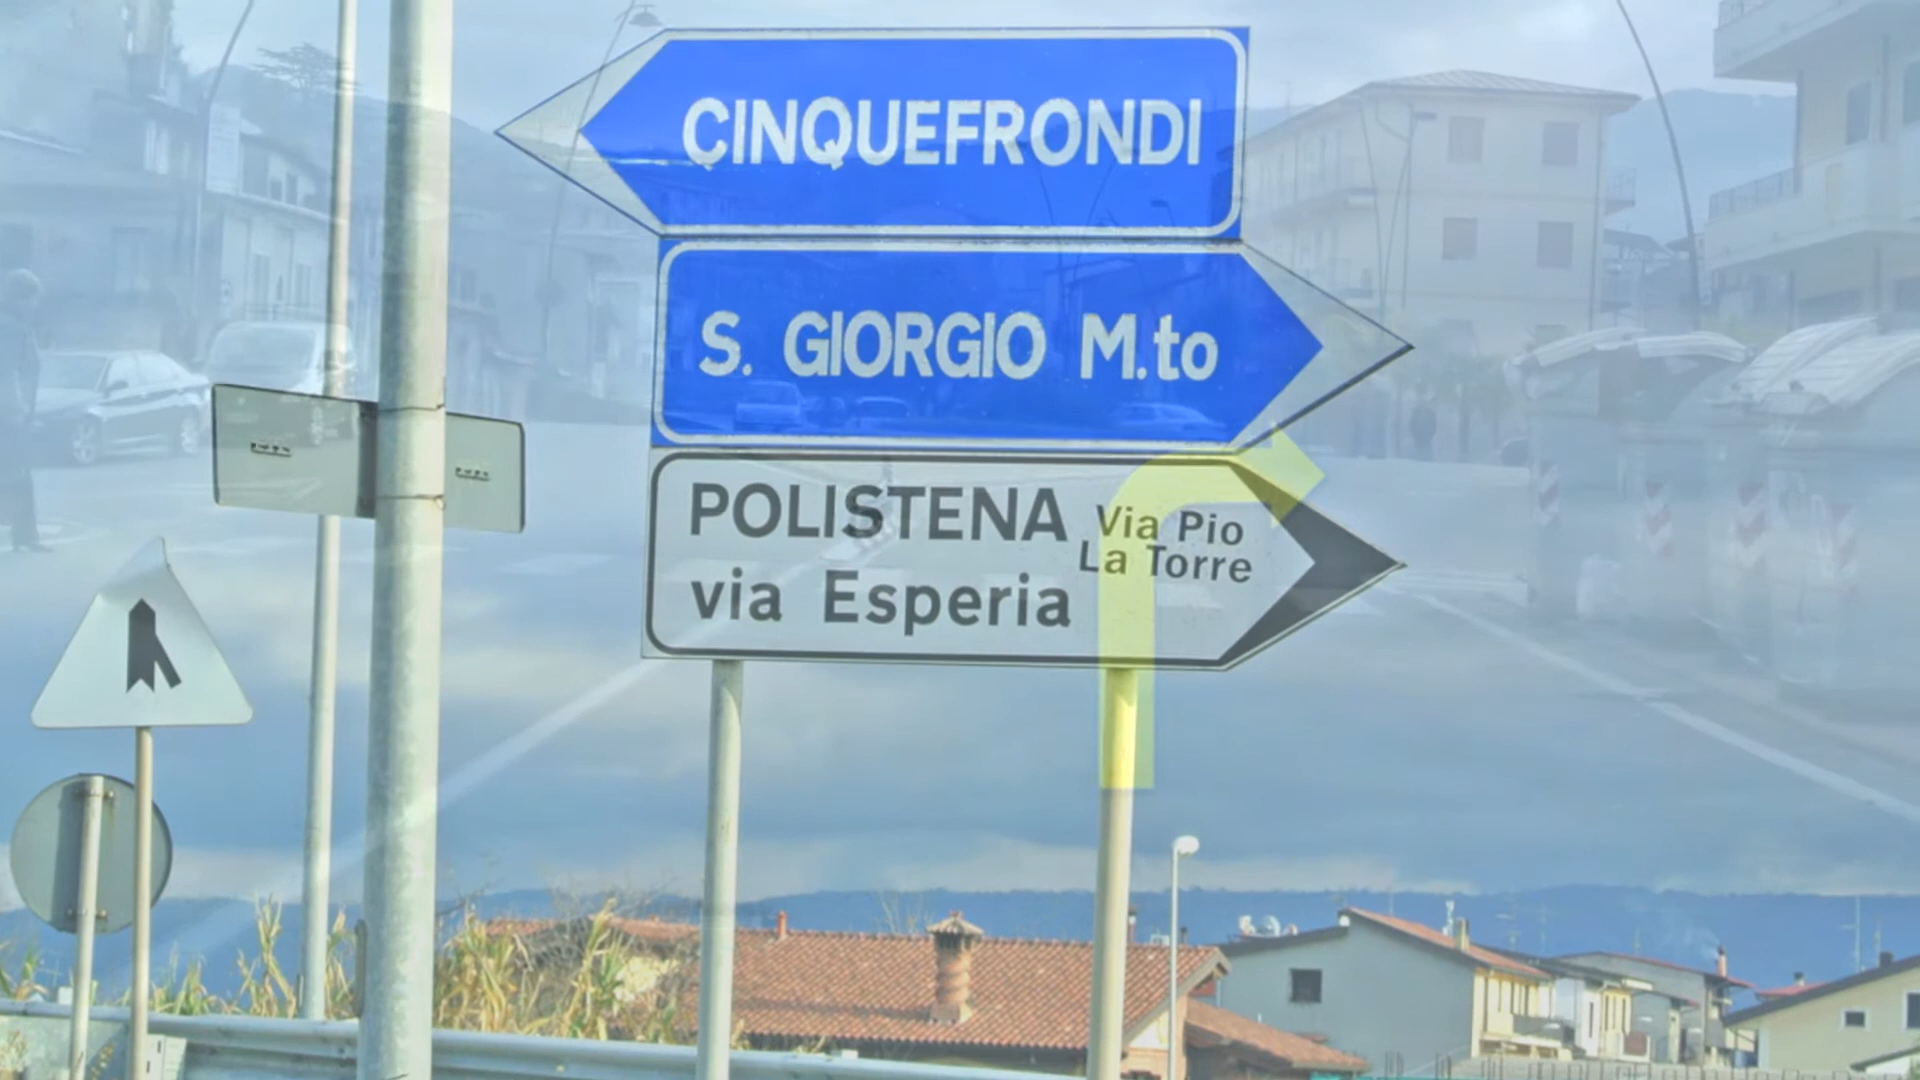 CINQUEFRONDI
S. GIORGIO M.to
POLISTENA Via Pio
La Torre
via Esperia